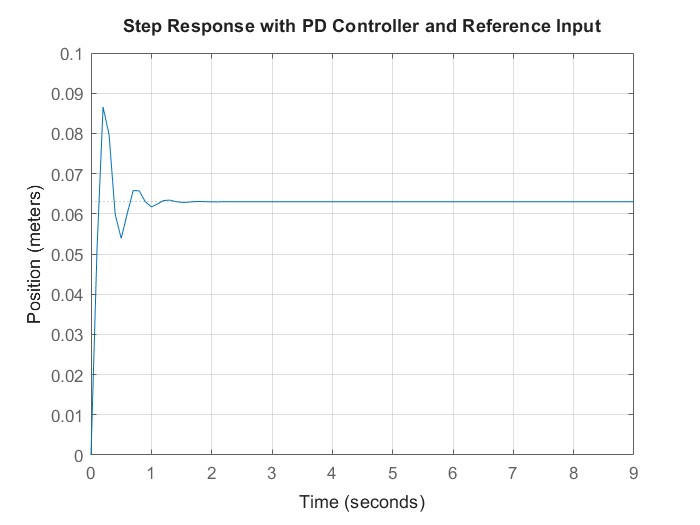 Step Response with PD Controller and Reference Input
0.1
0.09
0.08
0.07
0.06
0.05
0.04
0.03
0.02
0.01
0
Position (meters)
0 1 2 3 4 5 6 7 8 9
Time (seconds)